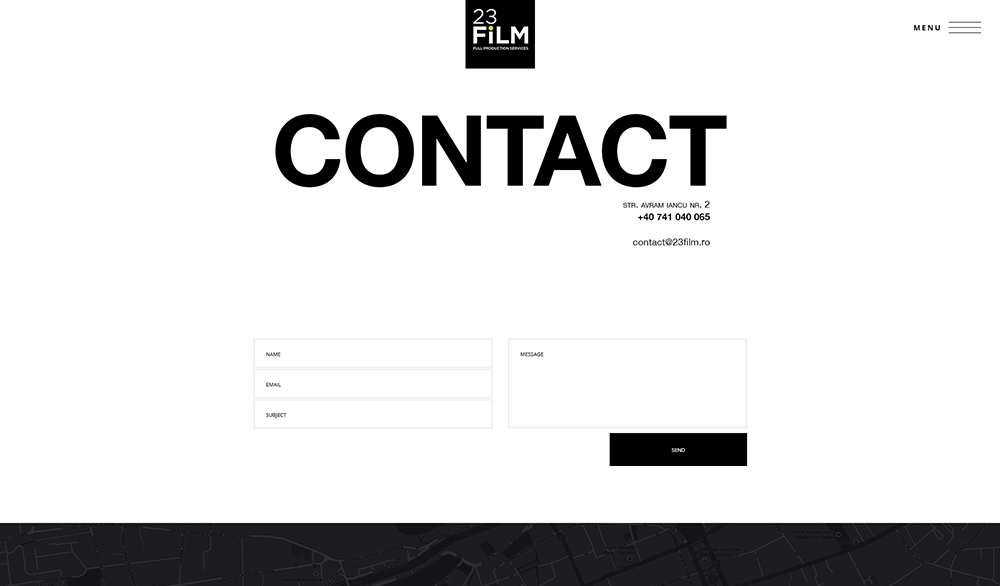 23
FiLM
FULL PRODUCTION SERVICES
MENU
CONTACT
STR. AVRAM IANCU NR. 2
+40 741 040 065
contact@23film.ro
NAME
MESSAGE
EMAIL
SUBJECT
SEND